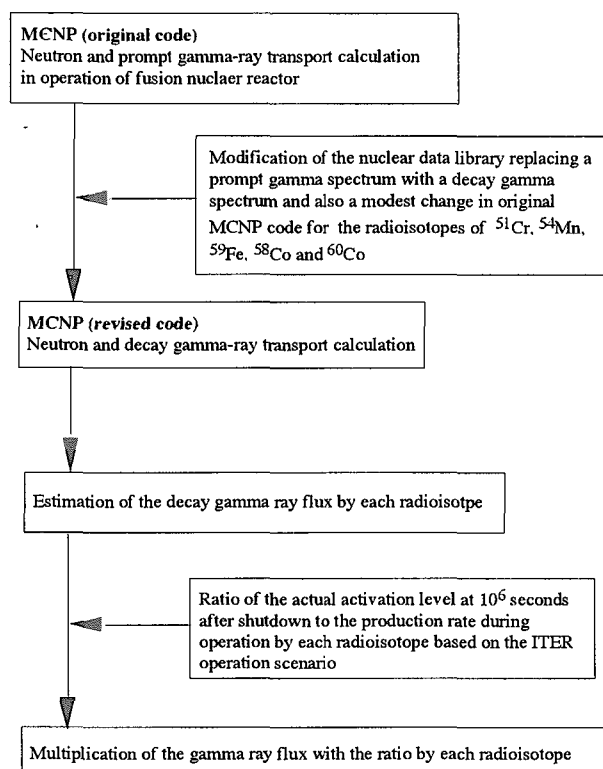 MCNP (original code)
Neutron and prompt gamma-ray transport calculation
in operation of fusion nuclaer reactor
Modification of the nuclear data library replacing a
prompt gamma spectrum with a decay gamma
spectrum and also a modest change in original
MCNP code for the radioisotopes of ⁵¹Cr, ⁵⁴Mn,
⁵⁹Fe, ⁵⁸Co and ⁶⁰Co
MCNP (revised code)
Neutron and decay gamma-ray transport calculation
Estimation of the decay gamma ray flux by each radioisotpe
Ratio of the actual activation level at 10⁶ seconds
after shutdown to the production rate during
operation by each radioisotope based on the ITER
operation scenario
Multiplication of the gamma ray flux with the ratio by each radioisotope